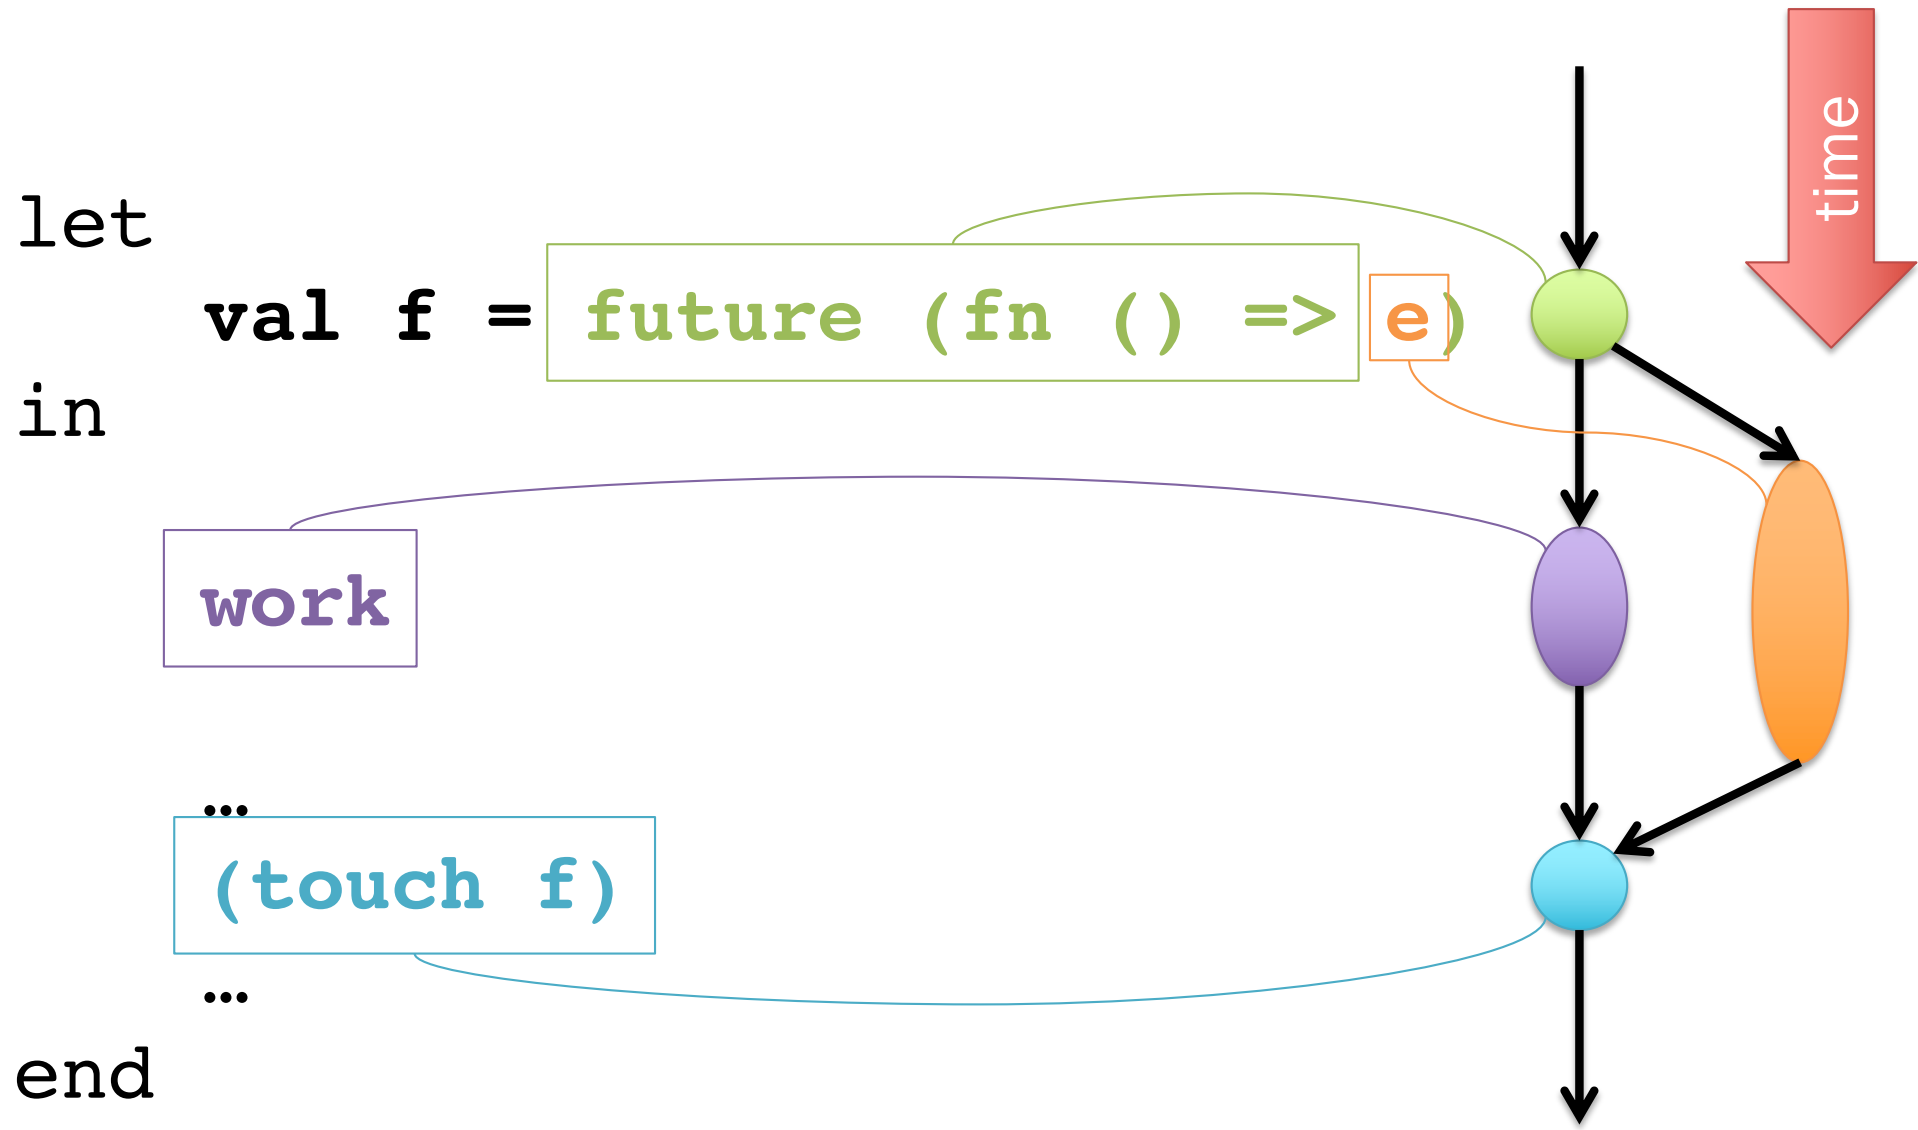 time
let
val f = future (fn () => e)
in
work
…
(touch f)
…
end